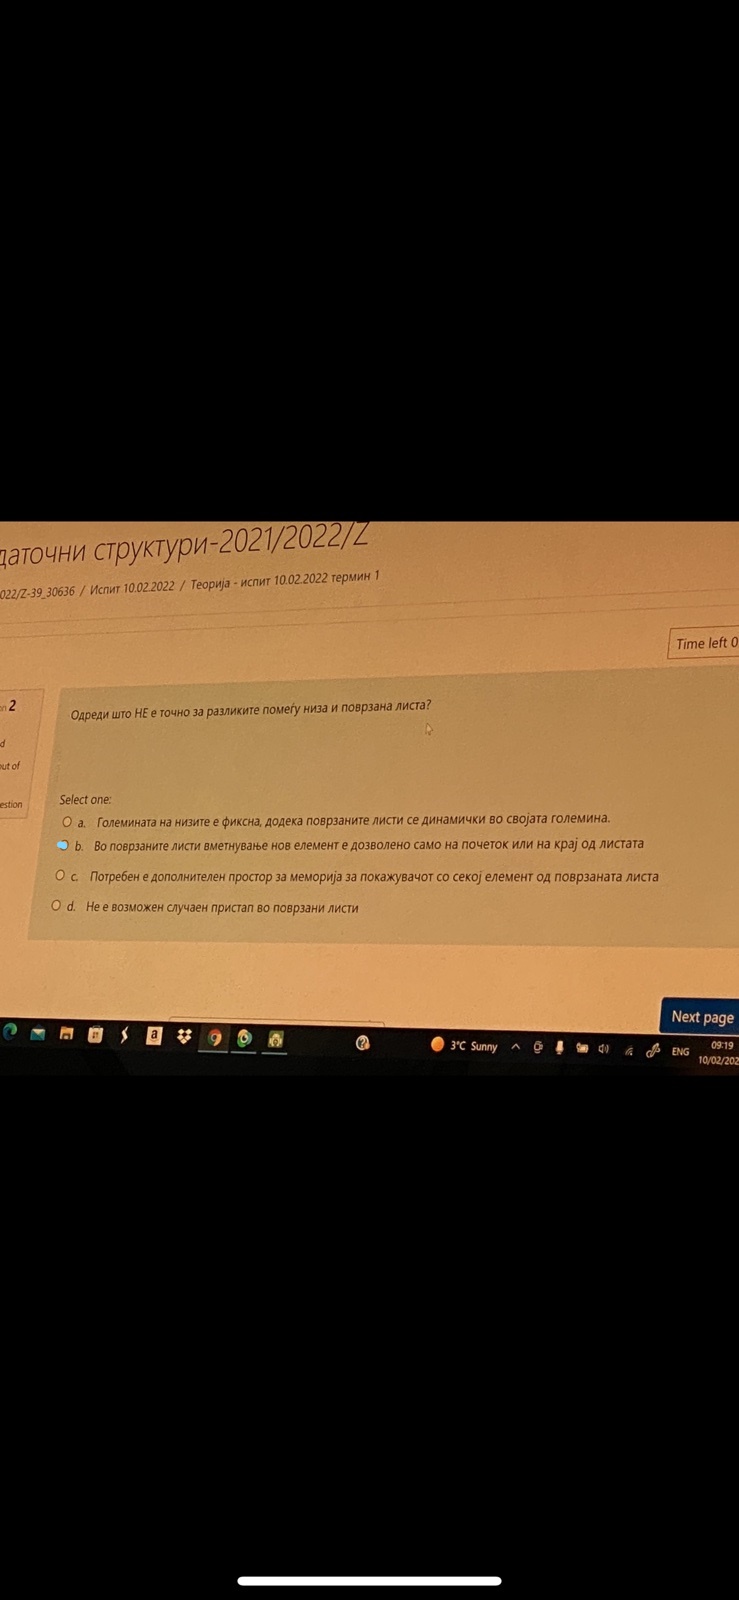 даточни структури-2021/2022/Z
022/Z-39_30636 / Испит 10.02.2022 / Теорија - испит 10.02.2022 термин 1
Time left 0
2
out of
estion
Одреди што НЕ е точно за разликите помеѓу низа и поврзана листа?
Select one:
a. Големината на низите е фиксна, додека поврзаните листи се динамички во својата големина.
b. Во поврзаните листи вметнување нов елемент е дозволено само на почеток или на крај од листата
c. Потребен е дополнителен простор за меморија за покажувачот со секој елемент од поврзаната листа
d. Не е возможен случаен пристап во поврзани листи
Next page
a
3°C Sunny
ENG
09:19
10/02/202